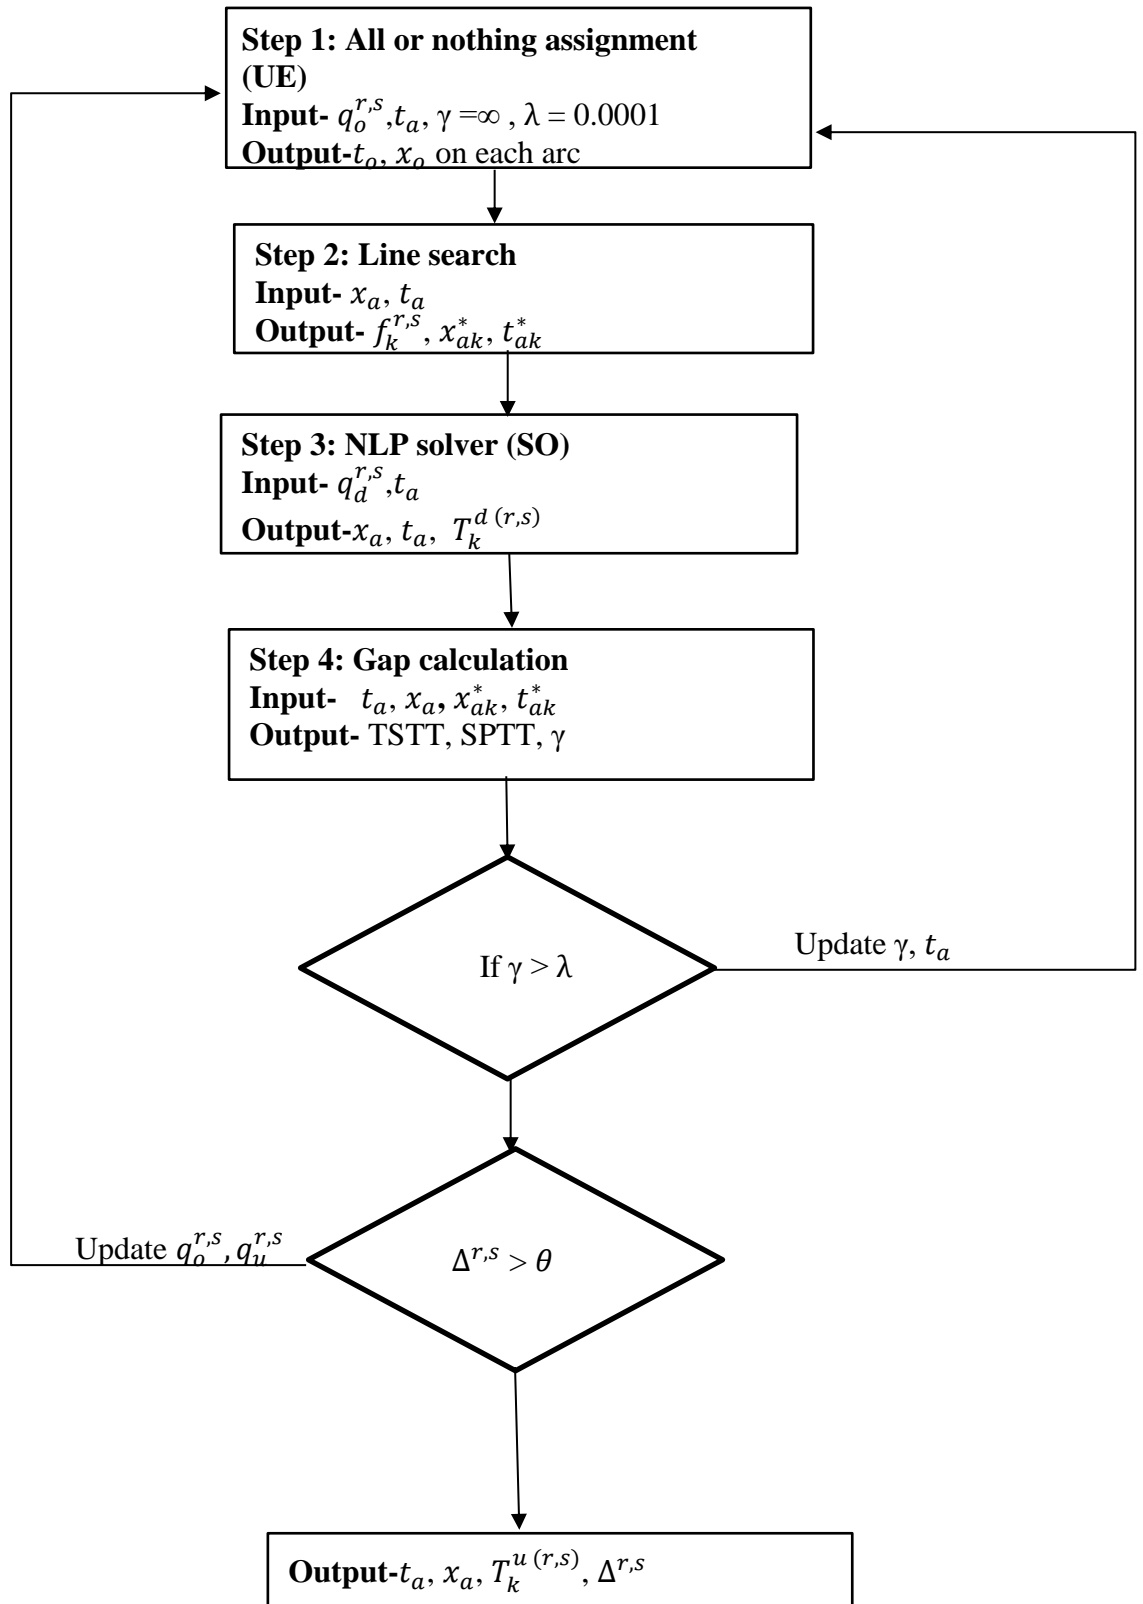 Step 1: All or nothing assignment
(UE)
Input- $q_o^{r,s}$,$t_a$, γ =∞ , λ = 0.0001
Output-$t_o$, $x_o$ on each arc
Step 2: Line search
Input- $x_a$, $t_a$
Output- $f_k^{r,s}$, $x_{ak}^*$, $t_{ak}^*$
Step 3: NLP solver (SO)
Input- $q_d^{r,s}$,$t_a$
Output-$x_a$, $t_a$, $T_k^{d\,(r,s)}$
Step 4: Gap calculation
Input- $t_a$, $x_a$, $x_{ak}^*$, $t_{ak}^*$
Output- TSTT, SPTT, γ
If γ > λ
Update γ, $t_a$
Δ$^{r,s}$ > θ
Update $q_o^{r,s}$, $q_u^{r,s}$
Output-$t_a$, $x_a$, $T_k^{u\,(r,s)}$, Δ$^{r,s}$